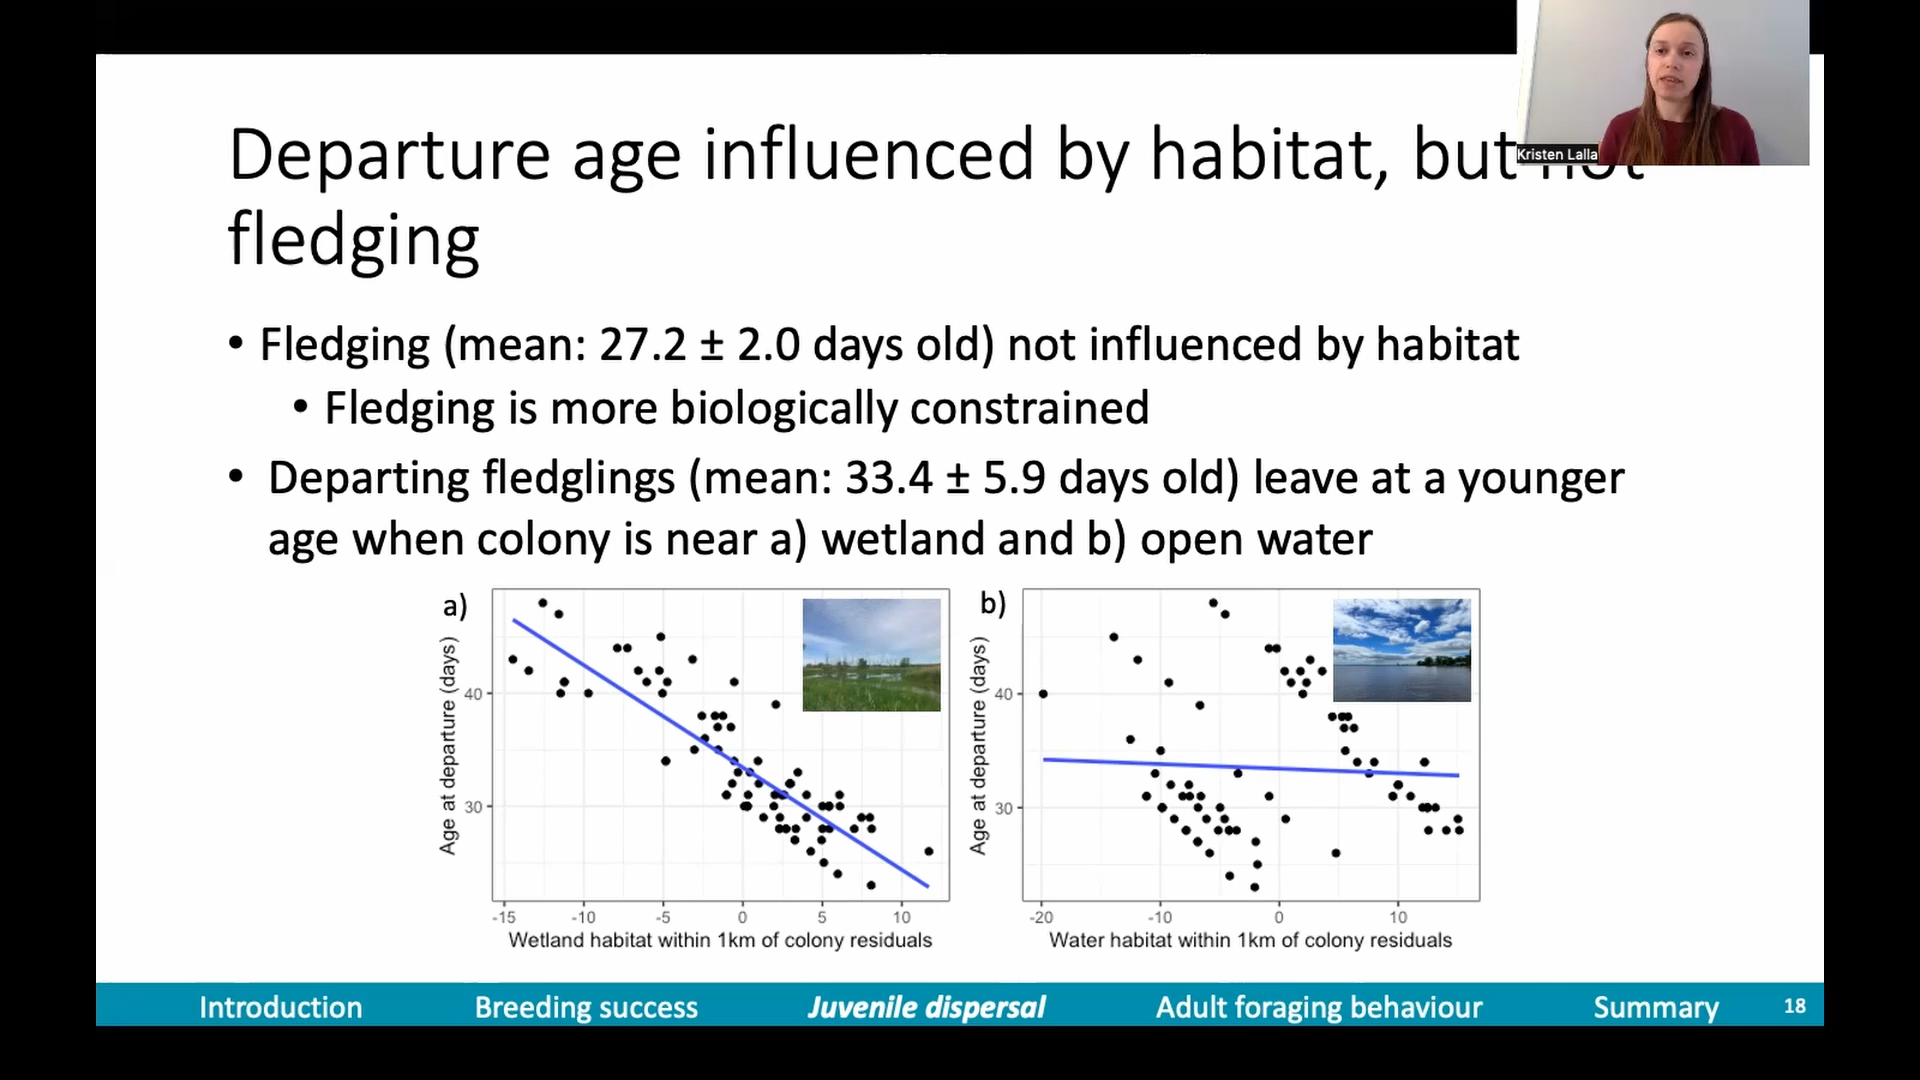 Departure age influenced by habitat, but not
fledging
Kristen Lalla
• Fledging (mean: 27.2 ± 2.0 days old) not influenced by habitat
• Fledging is more biologically constrained
• Departing fledglings (mean: 33.4 ± 5.9 days old) leave at a younger
age when colony is near a) wetland and b) open water
a)
Age at departure (days)
40
30
-15 -10 -5 0 5 10
Wetland habitat within 1km of colony residuals
b)
Age at departure (days)
40
30
-20 -10 0 10
Water habitat within 1km of colony residuals
Introduction Breeding success Juvenile dispersal Adult foraging behaviour Summary 18